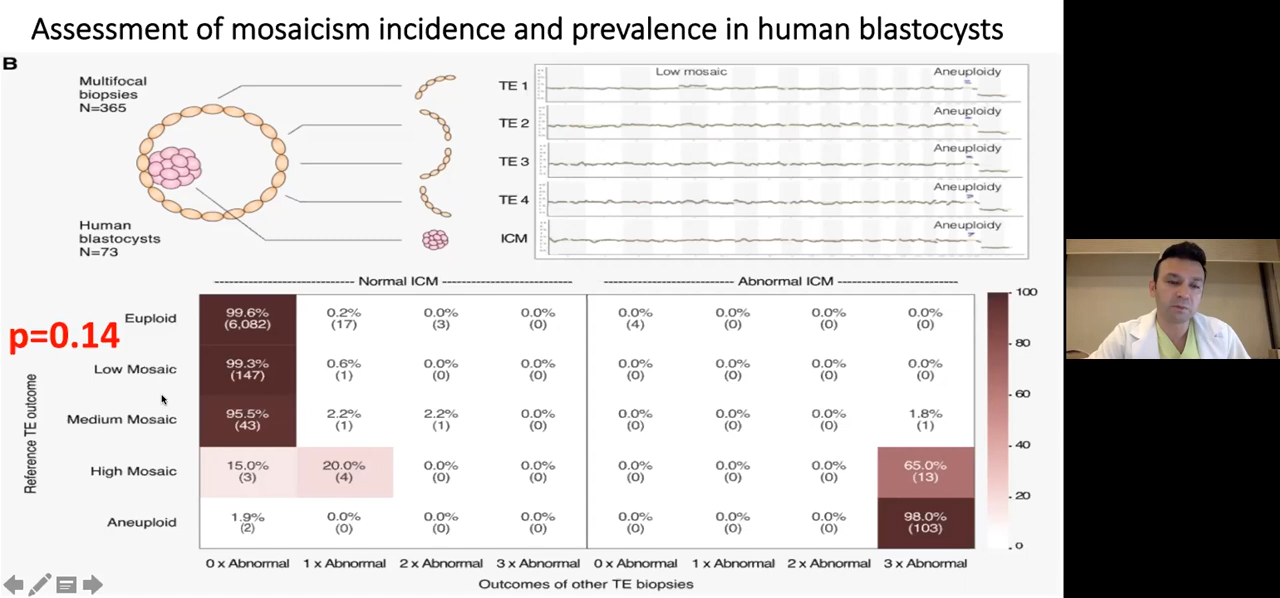 Assessment of mosaicism incidence and prevalence in human blastocysts
B
Multifocal
biopsies
N=365
Human
blastocysts
N=73
TE 1
Low mosaic
Aneuploidy
TE 2
Aneuploidy
TE 3
Aneuploidy
TE 4
Aneuploidy
ICM
Aneuploidy
Normal ICM
Abnormal ICM
p=0.14
Reference TE outcome
Euploid
99.6% 0.2% 0.0% 0.0% 0.0% 0.0% 0.0% 0.0%
(6,082) (17) (3) (0) (4) (0) (0) (0)
Low Mosaic
99.3% 0.6% 0.0% 0.0% 0.0% 0.0% 0.0% 0.0%
(147) (1) (0) (0) (0) (0) (0) (0)
Medium Mosaic
95.5% 2.2% 2.2% 0.0% 0.0% 0.0% 0.0% 1.8%
(43) (1) (1) (0) (0) (0) (0) (1)
High Mosaic
15.0% 20.0% 0.0% 0.0% 0.0% 0.0% 0.0% 65.0%
(3) (4) (0) (0) (0) (0) (0) (13)
Aneuploid
1.9% 0.0% 0.0% 0.0% 0.0% 0.0% 0.0% 98.0%
(2) (0) (0) (0) (0) (0) (0) (103)
0 x Abnormal 1 x Abnormal 2 x Abnormal 3 x Abnormal 0 x Abnormal 1 x Abnormal 2 x Abnormal 3 x Abnormal
Outcomes of other TE biopsies
100
80
60
40
20
0